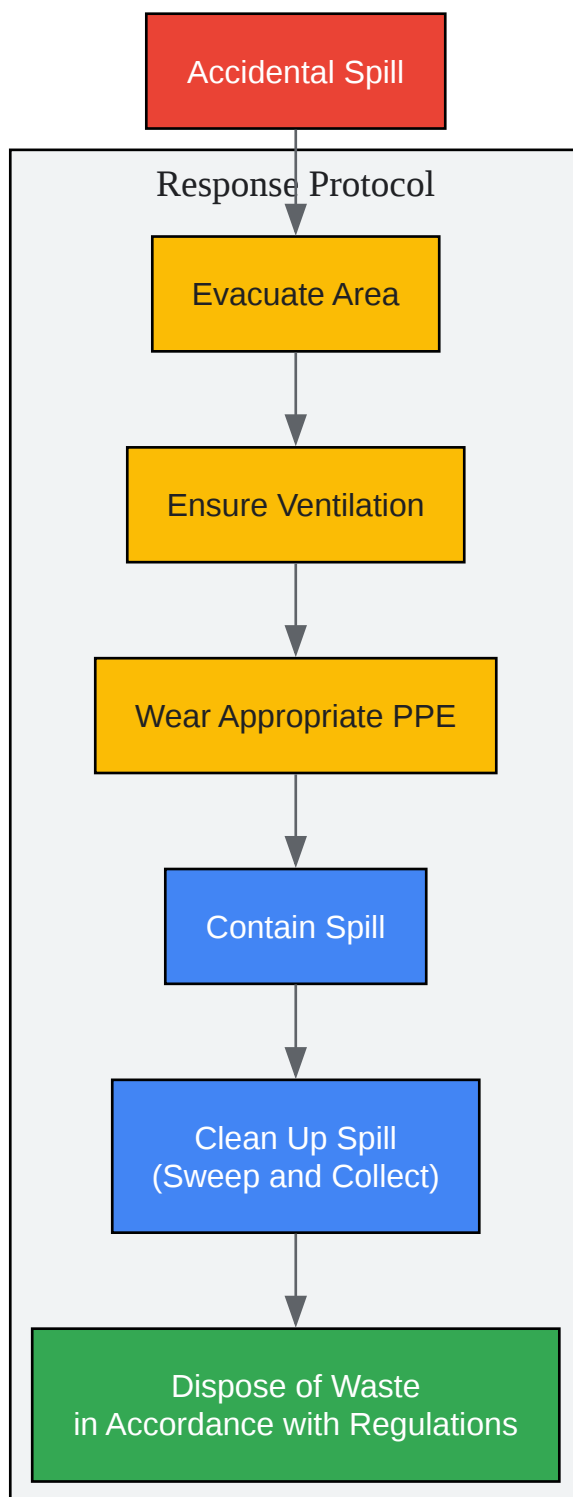 Accidental Spill
Response Protocol
Evacuate Area
Ensure Ventilation
Wear Appropriate PPE
Contain Spill
Clean Up Spill
(Sweep and Collect)
Dispose of Waste
in Accordance with Regulations